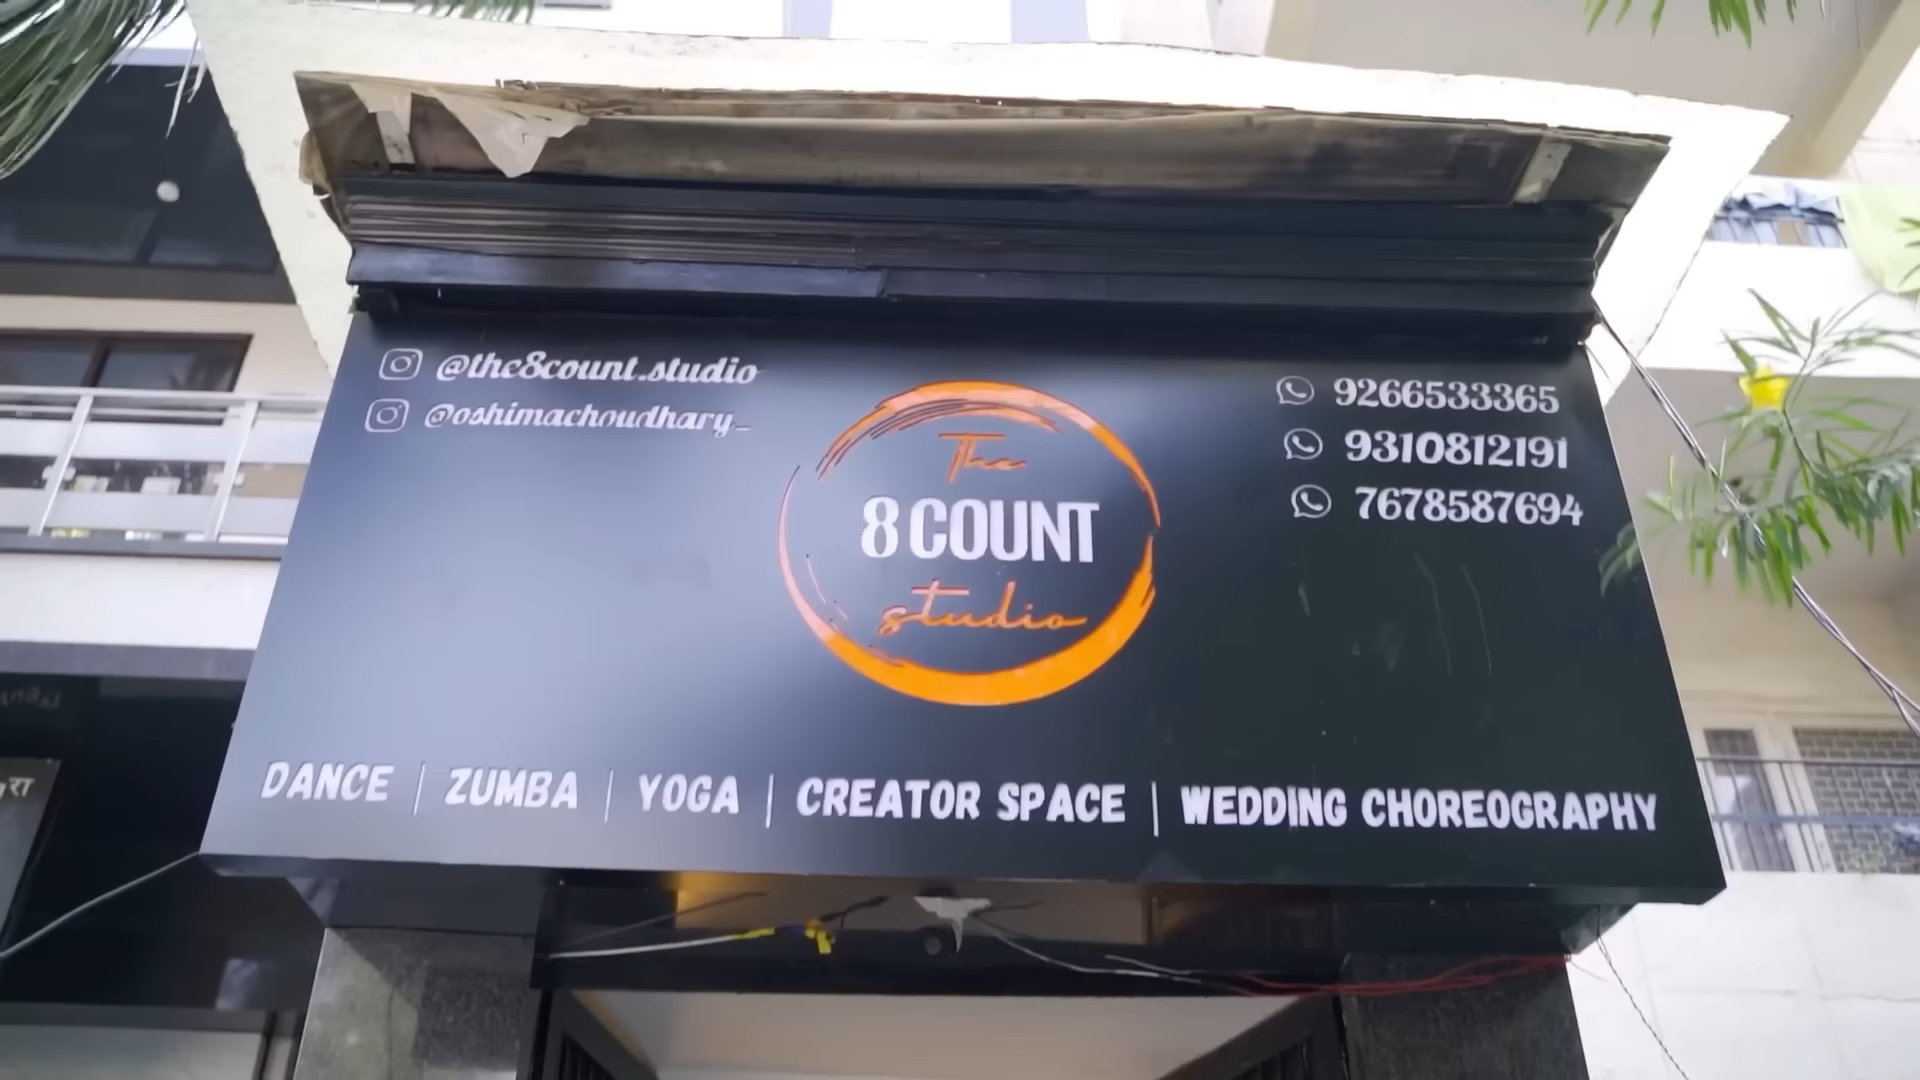 @the8count.studio
@oshimachoudhary_
The
8 COUNT
studio
9266533365
9310812191
7678587694
DANCE | ZUMBA | YOGA | CREATOR SPACE | WEDDING CHOREOGRAPHY